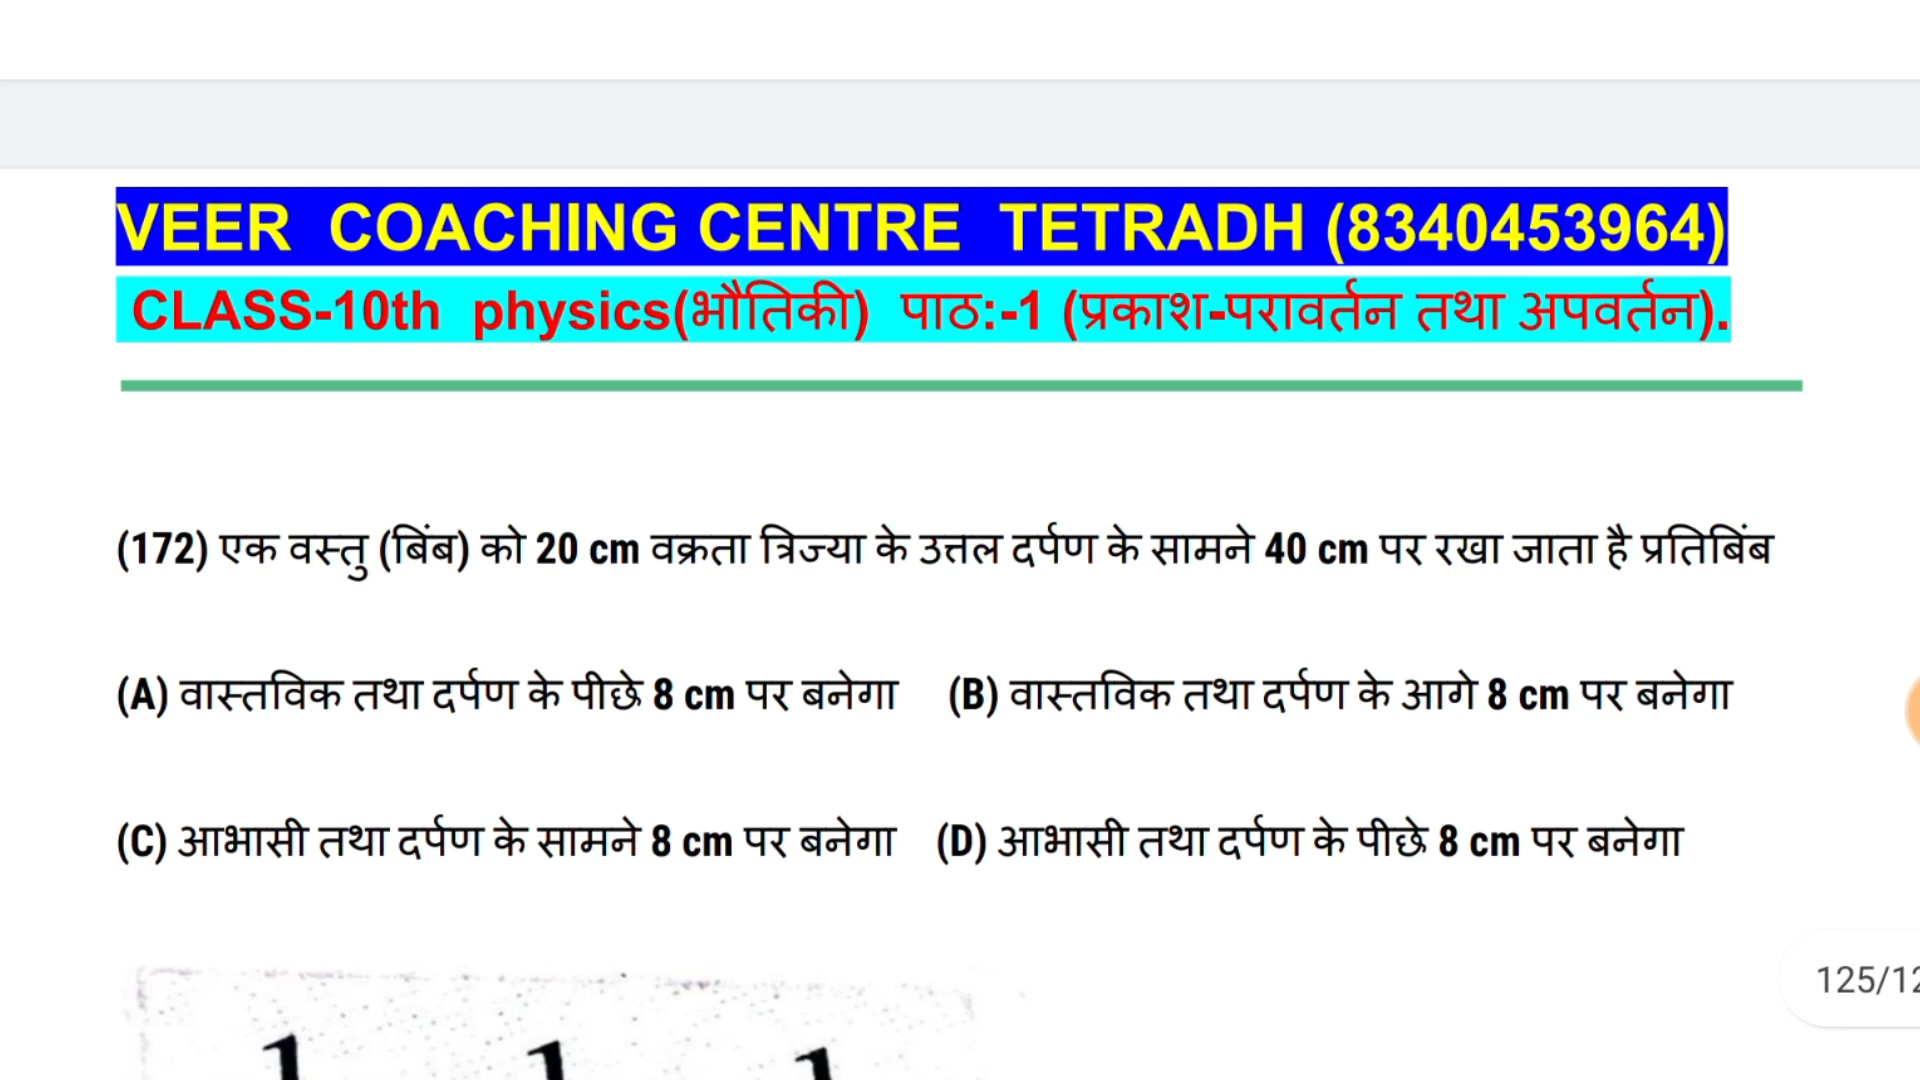 VEER COACHING CENTRE TETRADH (8340453964)
CLASS-10th physics(भौतिकी) पाठ:-1 (प्रकाश-परावर्तन तथा अपवर्तन).
(172) एक वस्तु (बिंब) को 20 cm वक्रता त्रिज्या के उत्तल दर्पण के सामने 40 cm पर रखा जाता है प्रतिबिंब
(A) वास्तविक तथा दर्पण के पीछे 8 cm पर बनेगा (B) वास्तविक तथा दर्पण के आगे 8 cm पर बनेगा
(C) आभासी तथा दर्पण के सामने 8 cm पर बनेगा (D) आभासी तथा दर्पण के पीछे 8 cm पर बनेगा
125/12